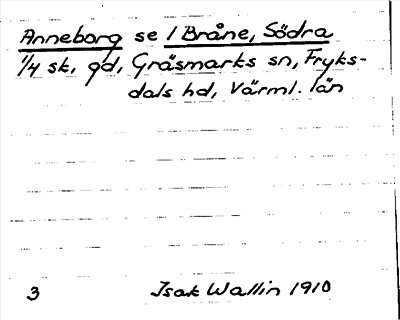 Anneborg se 1 Bråne, Södra
1/4 sk, gd, Gräsmarks sn, Fryks-
dals hd, Värml. län
3 Isak Wallin 1910